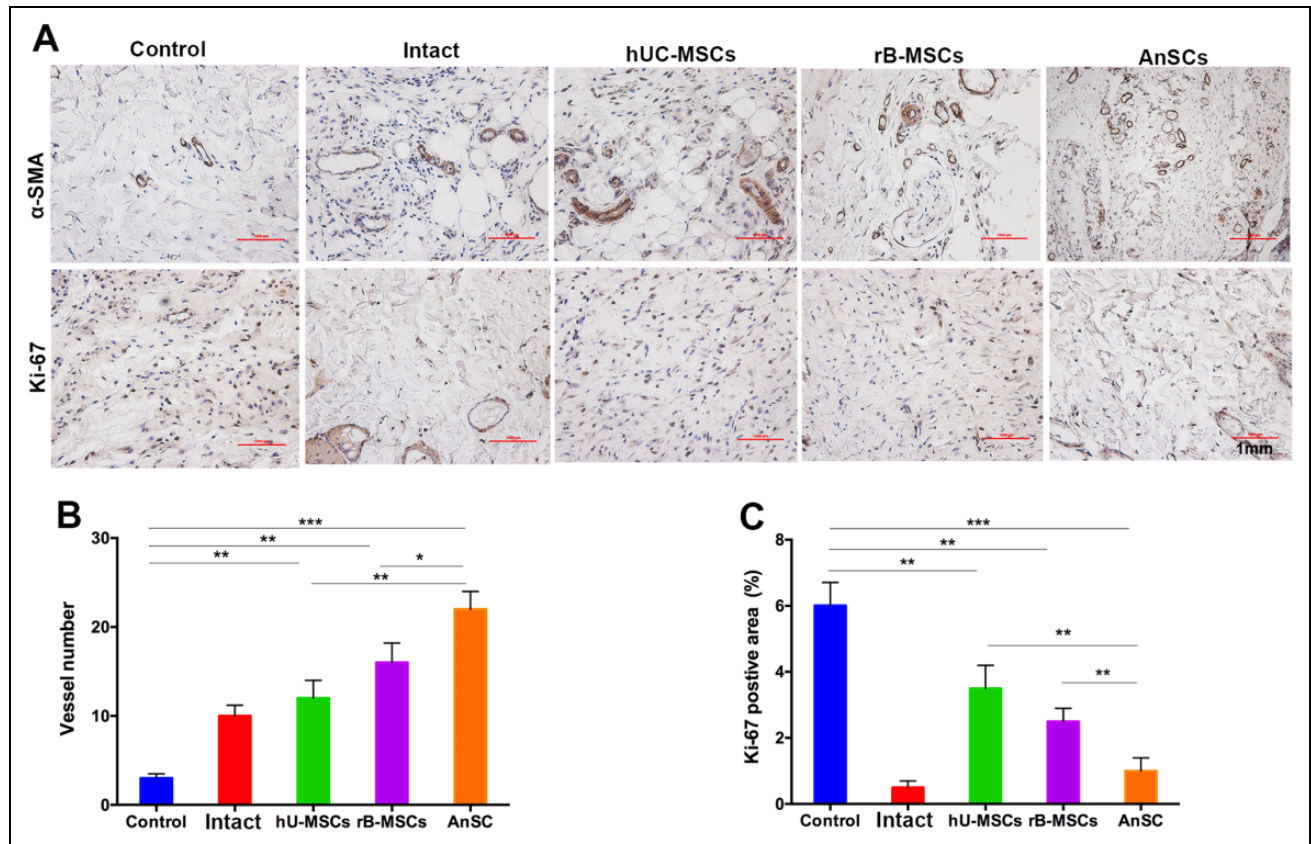 A
Control
Intact
hUC-MSCs
rB-MSCs
AnSCs
α-SMA
Ki-67
1mm
B
***
**
**
*
**
30
20
10
0
Vessel number
Control
Intact
hU-MSCs
rB-MSCs
AnSC
C
***
**
**
**
**
8
6
4
2
0
Ki-67 postive area (%)
Control
Intact
hU-MSCs
rB-MSCs
AnSC